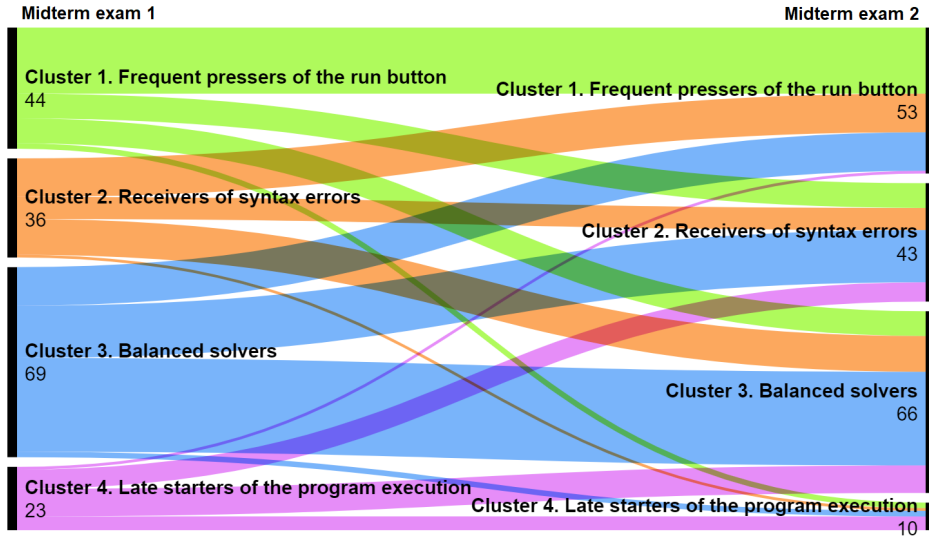 Midterm exam 1
Midterm exam 2
Cluster 1. Frequent pressers of the run button
44
Cluster 1. Frequent pressers of the run button
53
Cluster 2. Receivers of syntax errors
36
Cluster 2. Receivers of syntax errors
43
Cluster 3. Balanced solvers
69
Cluster 3. Balanced solvers
66
Cluster 4. Late starters of the program execution
23
Cluster 4. Late starters of the program execution
10